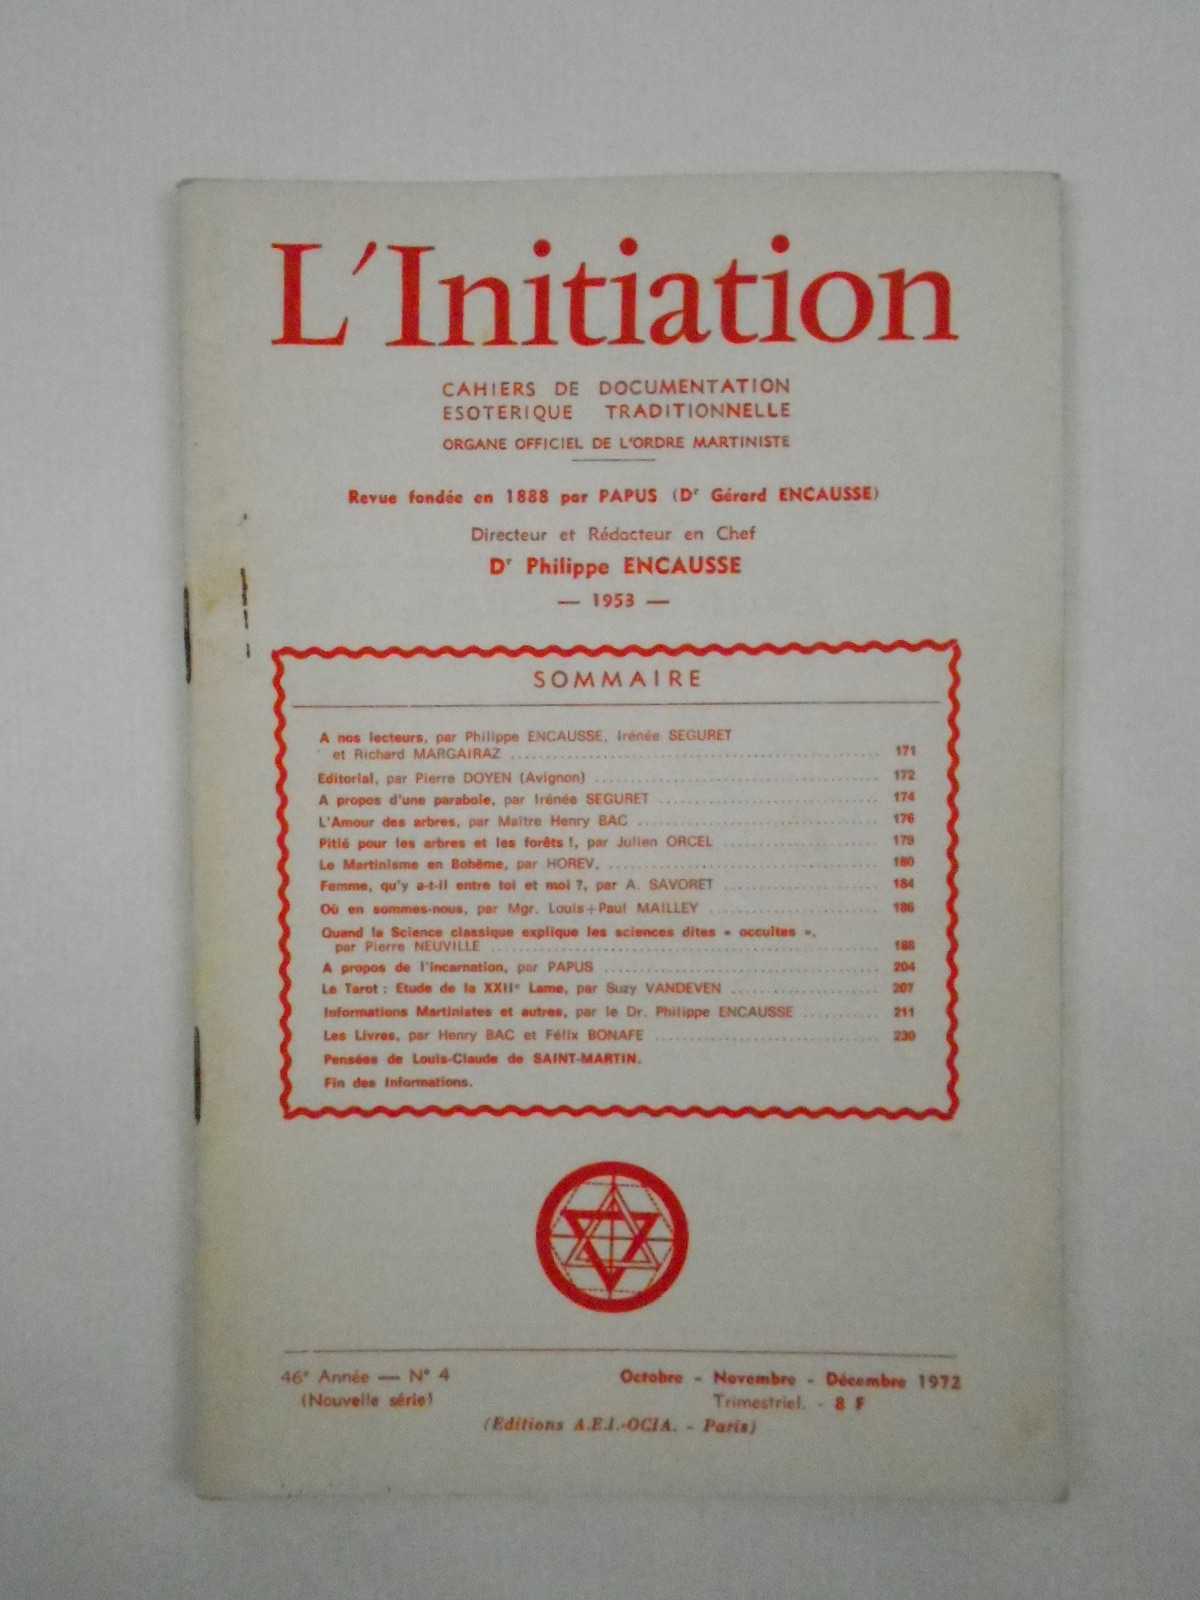 L'Initiation
CAHIERS DE DOCUMENTATION
ESOTERIQUE TRADITIONNELLE
ORGANE OFFICIEL DE L'ORDRE MARTINISTE
Revue fondée en 1888 par PAPUS (Dr Gérard ENCAUSSE)
Directeur et Rédacteur en Chef
Dr Philippe ENCAUSSE
— 1953 —
SOMMAIRE
A nos lecteurs, par Philippe ENCAUSSE, Irénée SEGURET
et Richard MARGAIRAZ ........ 171
Editorial, par Pierre DOYEN (Avignon) ........ 172
A propos d'une parabole, par Irénée SEGURET ........ 174
L'Amour des arbres, par Maître Henry BAC ........ 176
Pitié pour les arbres et les forêts !, par Julien ORCEL ........ 179
Le Martinisme en Bohême, par HOREV, ........ 180
Femme, qu'y a-t-il entre toi et moi ?, par A. SAVORET ........ 184
Où en sommes-nous, par Mgr. Louis+Paul MAILLEY ........ 186
Quand la Science classique explique les sciences dites « occultes »,
par Pierre NEUVILLE ........ 188
A propos de l'incarnation, par PAPUS ........ 204
Le Tarot : Etude de la XXIIe Lame, par Suzy VANDEVEN ........ 207
Informations Martinistes et autres, par le Dr. Philippe ENCAUSSE ........ 211
Les Livres, par Henry BAC et Félix BONAFE ........ 230
Pensées de Louis-Claude de SAINT-MARTIN.
Fin des Informations.
46e Année — N° 4 Octobre - Novembre - Décembre 1972
(Nouvelle série) Trimestriel. - 8 F
(Editions A.E.I.-OCIA. - Paris)